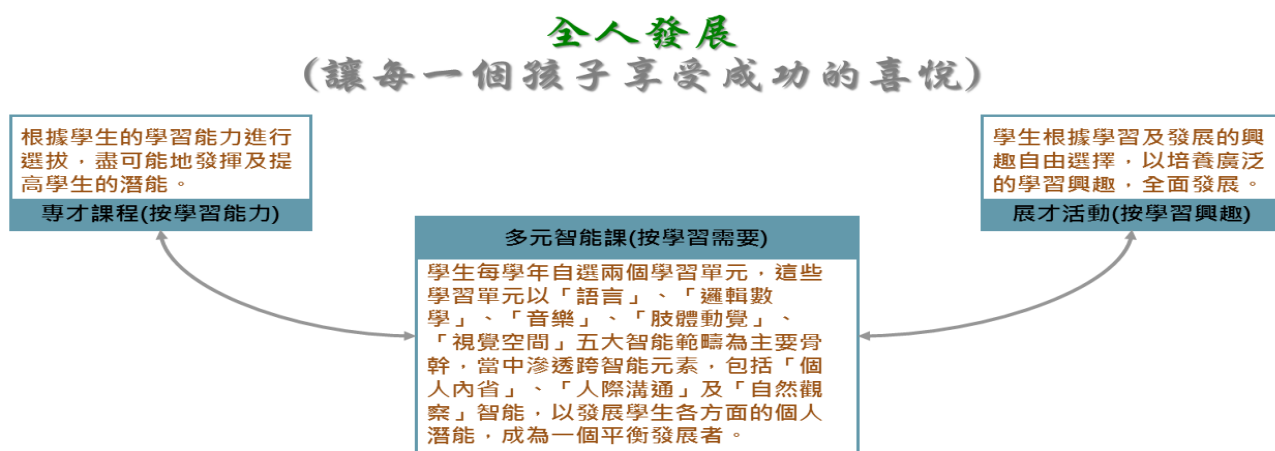 全人發展
(讓每一個孩子享受成功的喜悅)
根據學生的學習能力進行
選拔，盡可能地發揮及提
高學生的潛能。
專才課程(按學習能力)
學生根據學習及發展的興
趣自由選擇，以培養廣泛
的學習興趣，全面發展。
展才活動(按學習興趣)
多元智能課(按學習需要)
學生每學年自選兩個學習單元，這些
學習單元以「語言」、「邏輯數
學」、「音樂」、「肢體動覺」、
「視覺空間」五大智能範疇為主要骨
幹，當中滲透跨智能元素，包括「個
人內省」、「人際溝通」及「自然觀
察」智能，以發展學生各方面的個人
潛能，成為一個平衡發展者。